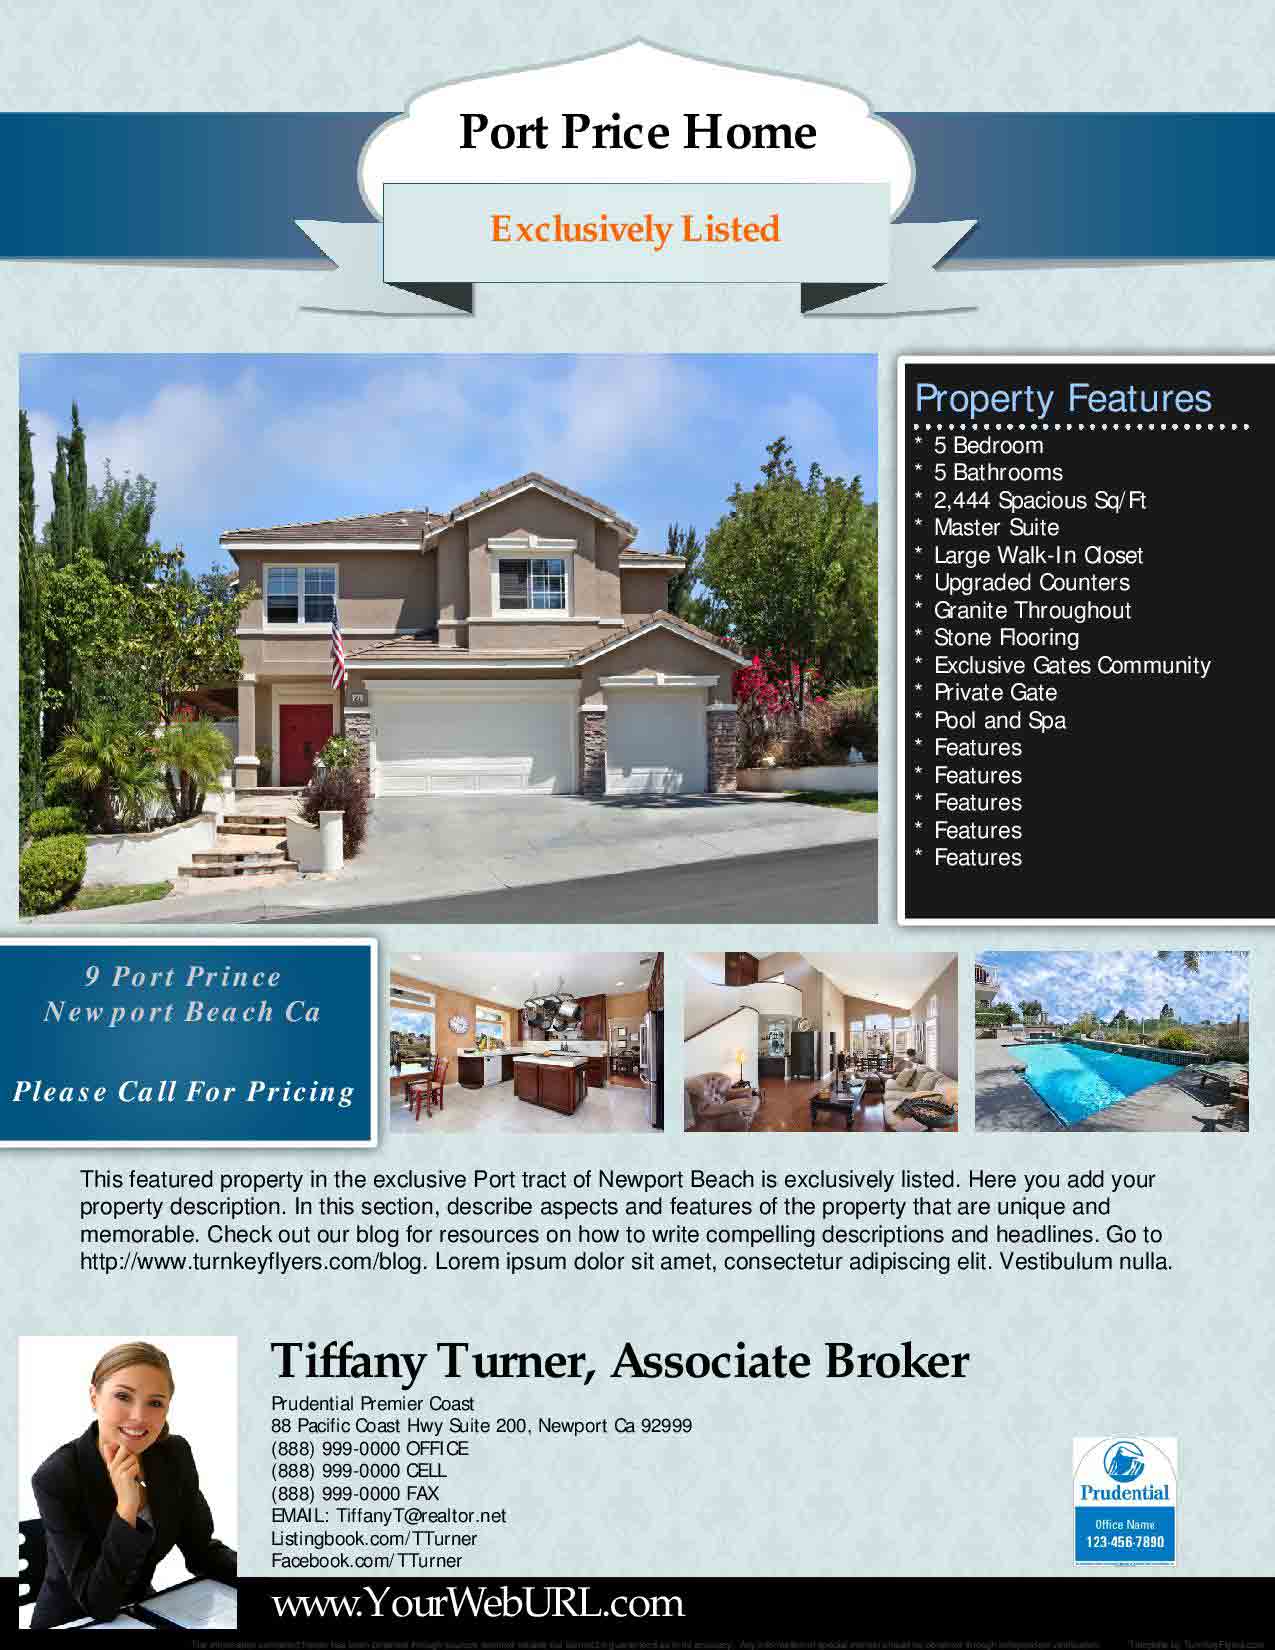 Port Price Home
Exclusively Listed
Property Features
* 5 Bedroom
* 5 Bathrooms
* 2,444 Spacious Sq/Ft
* Master Suite
* Large Walk-In Closet
* Upgraded Counters
* Granite Throughout
* Stone Flooring
* Exclusive Gates Community
* Private Gate
* Pool and Spa
* Features
* Features
* Features
* Features
* Features
9 Port Prince
Newport Beach Ca
Please Call For Pricing
This featured property in the exclusive Port tract of Newport Beach is exclusively listed. Here you add your
property description. In this section, describe aspects and features of the property that are unique and
memorable. Check out our blog for resources on how to write compelling descriptions and headlines. Go to
http://www.turnkeyflyers.com/blog. Lorem ipsum dolor sit amet, consectetur adipiscing elit. Vestibulum nulla.
Tiffany Turner, Associate Broker
Prudential Premier Coast
88 Pacific Coast Hwy Suite 200, Newport Ca 92999
(888) 999-0000 OFFICE
(888) 999-0000 CELL
(888) 999-0000 FAX
EMAIL: TiffanyT@realtor.net
Listingbook.com/TTurner
Facebook.com/TTurner
Prudential
Office Name
123-456-7890
www.YourWebURL.com